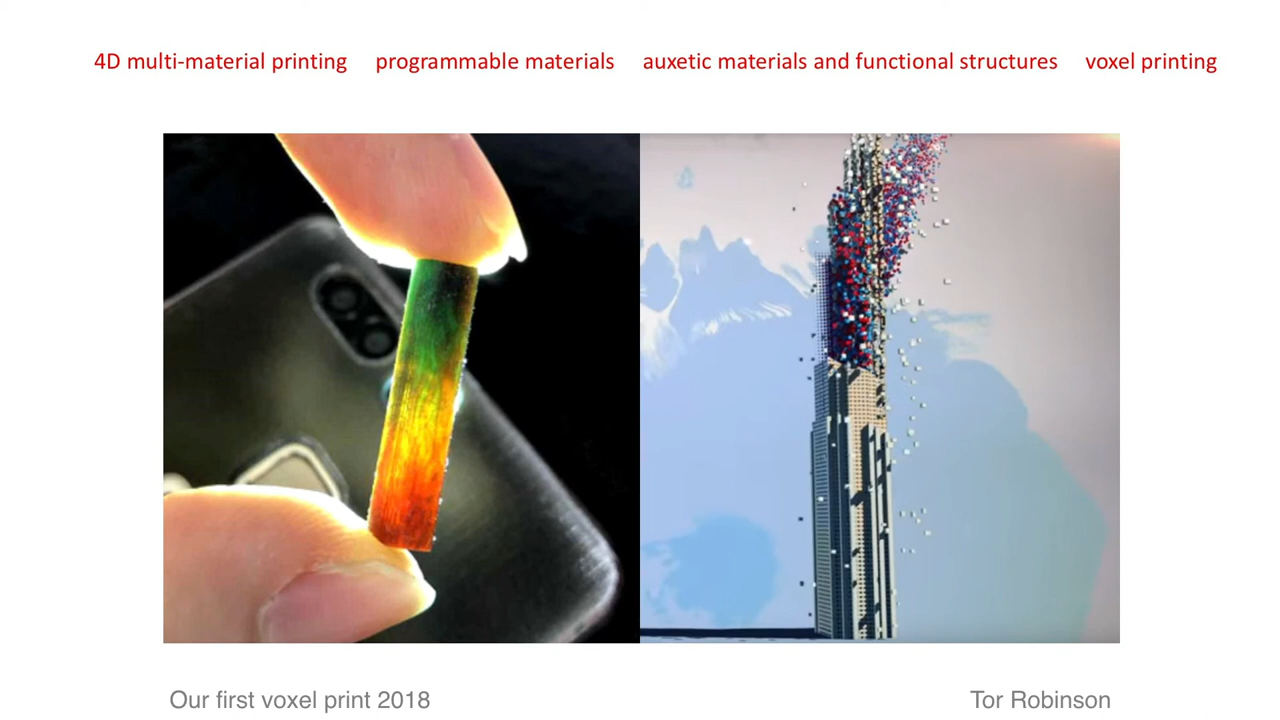 4D multi-material printing programmable materials auxetic materials and functional structures voxel printing
Our first voxel print 2018
Tor Robinson